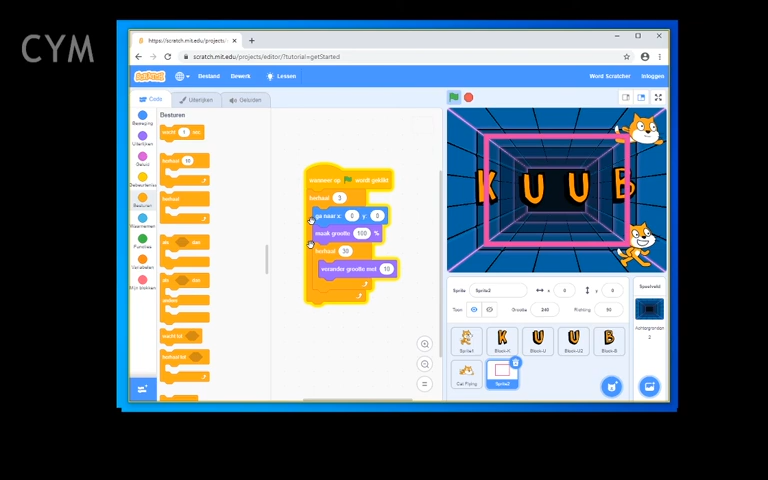 CYM
https://scratch.mit.edu/projects/
scratch.mit.edu/projects/editor/?tutorial=getStarted
Bestand Bewerk Lessen Word Scratcher Inloggen
Code Uiterlijken Geluiden
Beweging
Uiterlijken
Geluid
Gebeurtenis
Besturen
Waarnemen
Functies
Variabelen
Mijn blokken
Besturen
wacht 1 sec.
herhaal 10
herhaal
als dan
als dan
anders
wacht tot
herhaal tot
wanneer op wordt geklikt
herhaal 3
ga naar x: 0 y: 0
maak grootte 100 %
herhaal 30
verander grootte met 10
K U U B
Sprite Sprite2 x 0 y 0
Toon Grootte 240 Richting 90
Speelveld
Achtergronden
2
Sprite1 Block-K Block-U Block-U2 Block-B
Cat Flying Sprite2